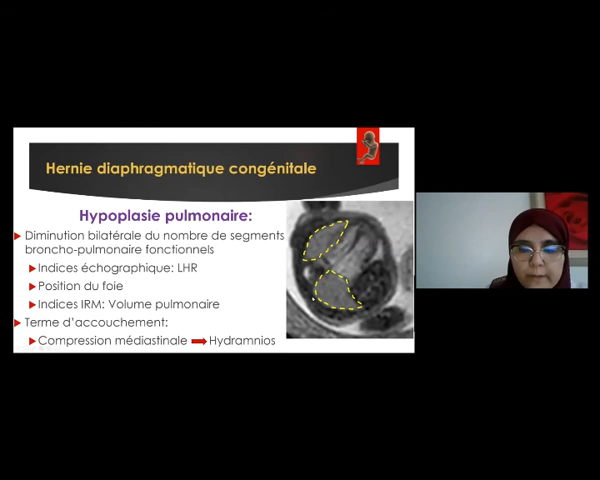 Hernie diaphragmatique congénitale
Hypoplasie pulmonaire:
Diminution bilatérale du nombre de segments
broncho-pulmonaire fonctionnels
Indices échographique: LHR
Position du foie
Indices IRM: Volume pulmonaire
Terme d'accouchement:
Compression médiastinale Hydramnios